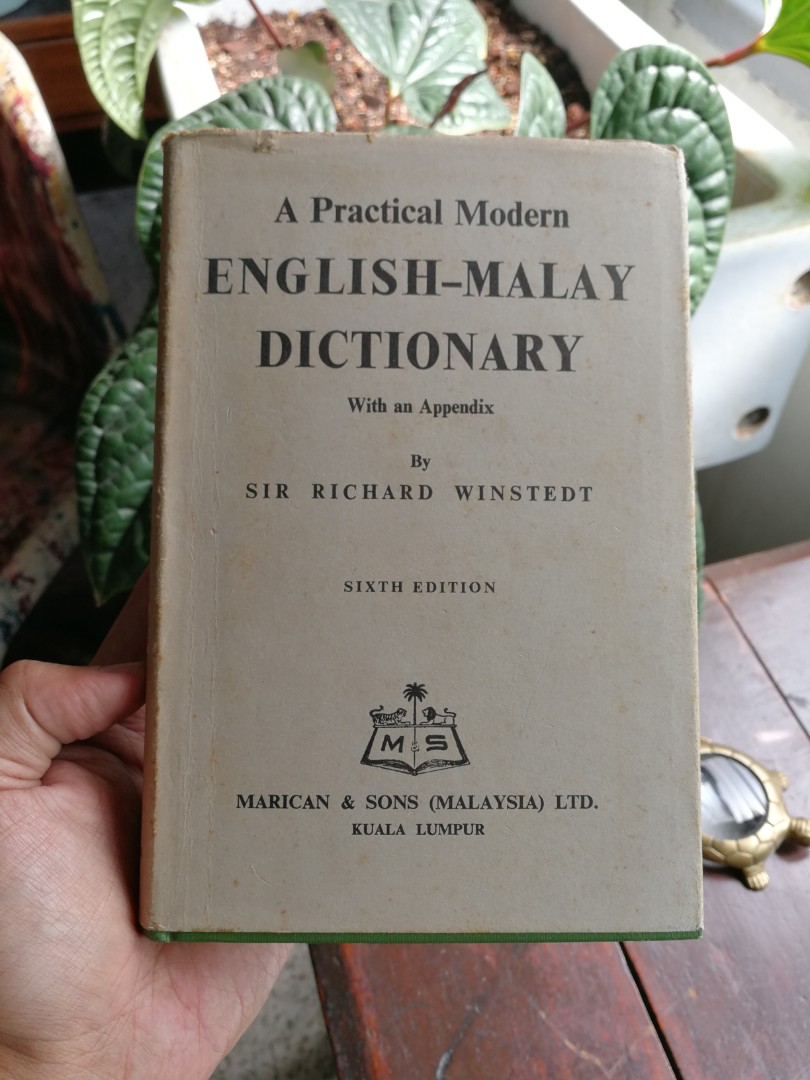 A Practical Modern
ENGLISH–MALAY
DICTIONARY
With an Appendix
By
SIR RICHARD WINSTEDT
SIXTH EDITION
M & S
MARICAN & SONS (MALAYSIA) LTD.
KUALA LUMPUR